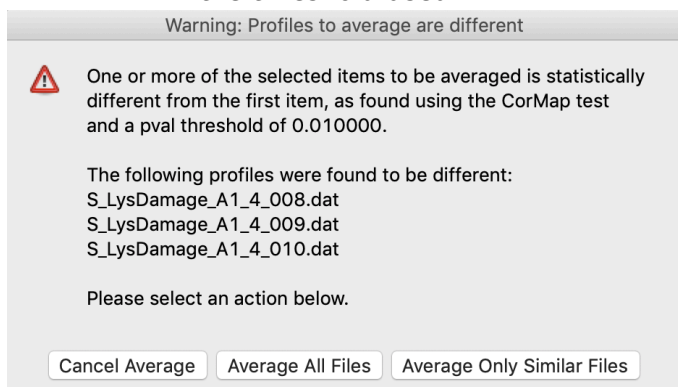 Warning: Profiles to average are different
One or more of the selected items to be averaged is statistically
different from the first item, as found using the CorMap test
and a pval threshold of 0.010000.
The following profiles were found to be different:
S_LysDamage_A1_4_008.dat
S_LysDamage_A1_4_009.dat
S_LysDamage_A1_4_010.dat
Please select an action below.
Cancel Average Average All Files Average Only Similar Files